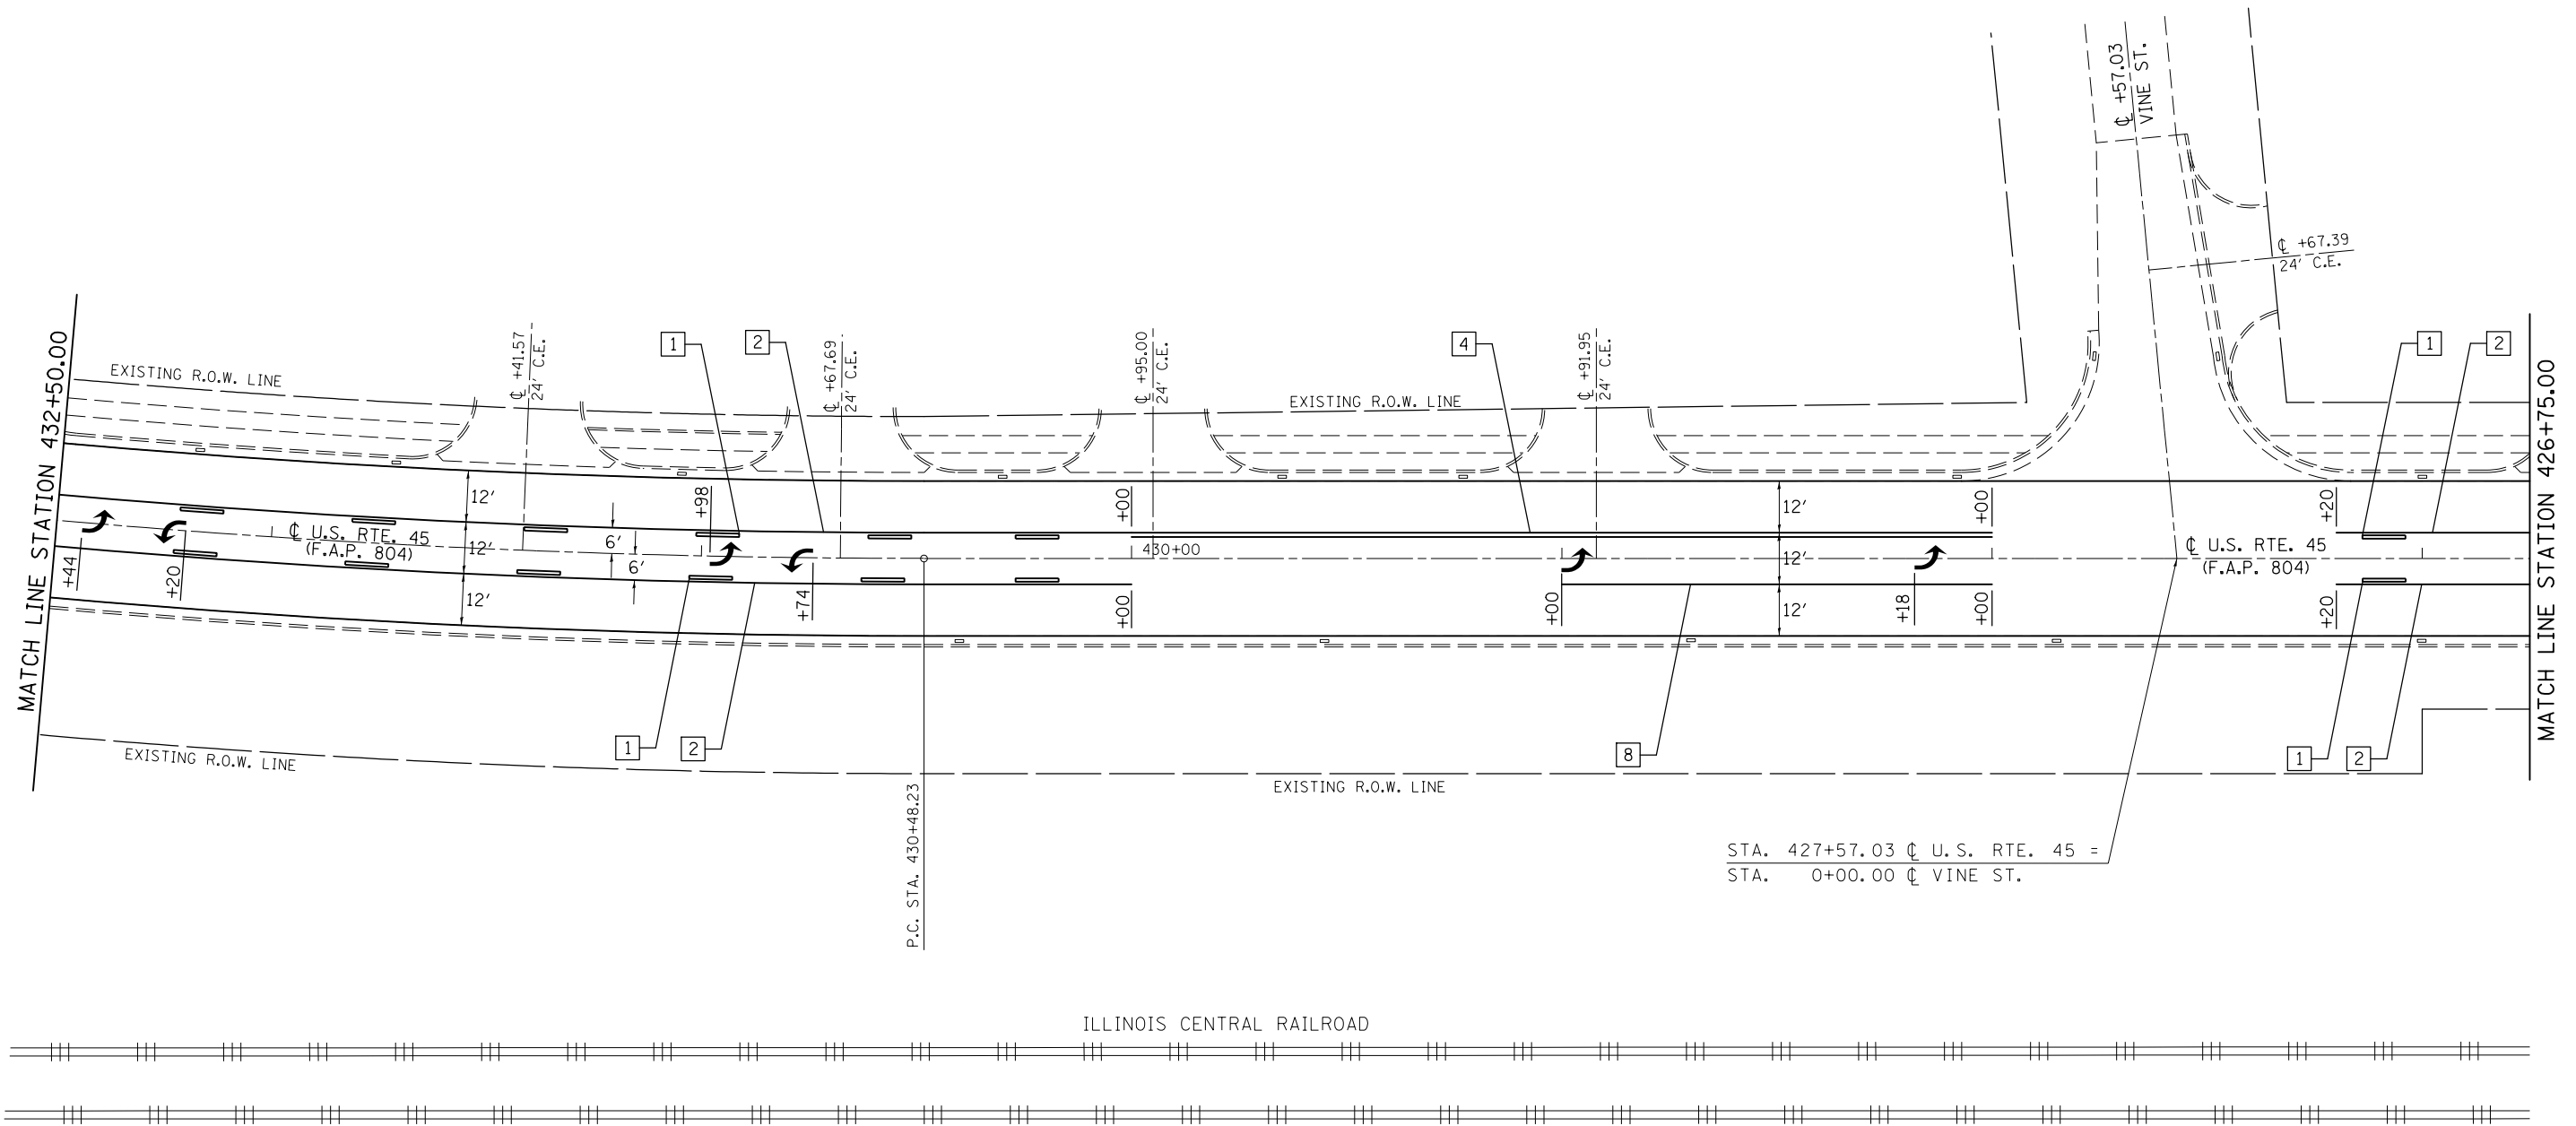 ℄ +57.03
VINE ST.
℄ +67.39
24' C.E.
MATCH LINE STATION 432+50.00
EXISTING R.O.W. LINE
℄ +41.57
24' C.E.
1
2
℄ +67.69
24' C.E.
℄ +95.00
24' C.E.
EXISTING R.O.W. LINE
4
℄ +91.95
24' C.E.
1
2
MATCH LINE STATION 426+75.00
+44
+20
℄ U.S. RTE. 45
(F.A.P. 804)
12'
12'
12'
6'
6'
+98
+74
+00
+00
430+00
+00
12'
12'
12'
+18
+00
+00
+20
+20
℄ U.S. RTE. 45
(F.A.P. 804)
EXISTING R.O.W. LINE
1
2
P.C. STA. 430+48.23
EXISTING R.O.W. LINE
8
1
2
STA. 427+57.03 ℄ U.S. RTE. 45 =
STA. 0+00.00 ℄ VINE ST.
ILLINOIS CENTRAL RAILROAD